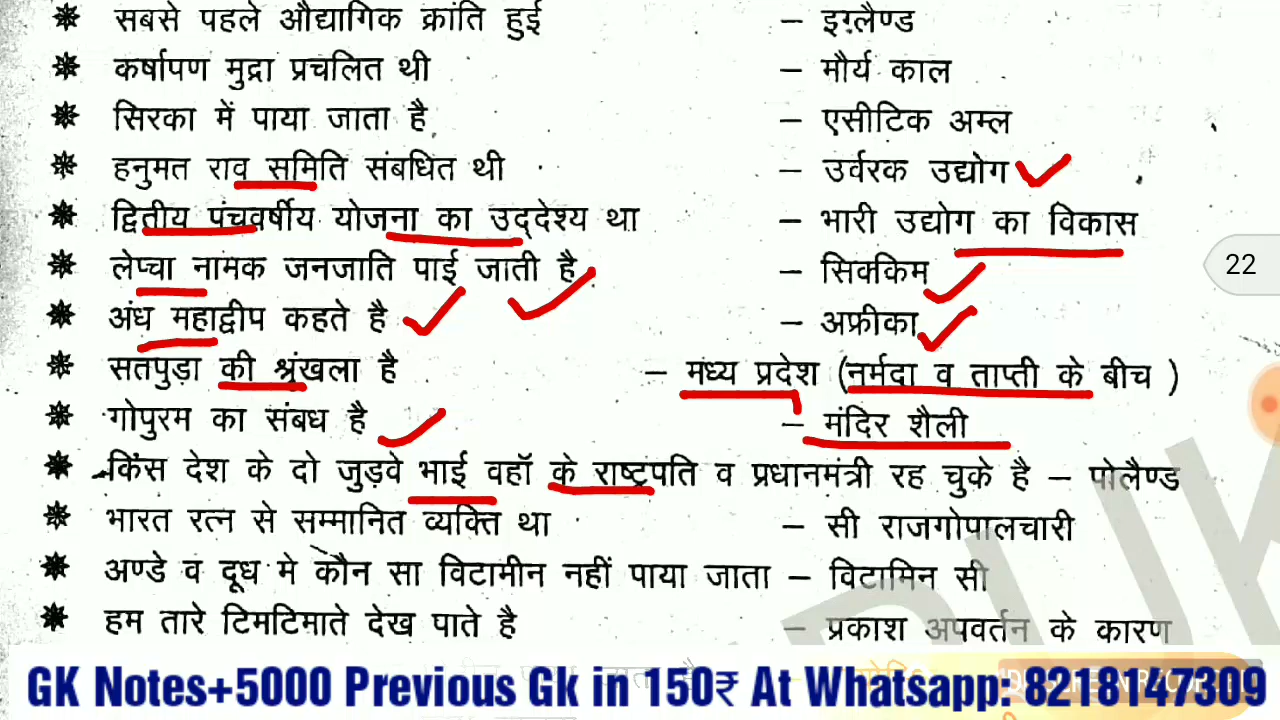 ✵ सबसे पहले औद्यागिक क्रांति हुई – इग्लैण्ड
✵ कर्षापण मुद्रा प्रचलित थी – मौर्य काल
✵ सिरका में पाया जाता है – एसीटिक अम्ल
✵ हनुमत राव समिति संबधित थी – उर्वरक उद्योग
✵ द्वितीय पंचवर्षीय योजना का उद्देश्य था – भारी उद्योग का विकास
✵ लेप्चा नामक जनजाति पाई जाती है – सिक्किम
22
✵ अंध महाद्वीप कहते है – अफ्रीका
✵ सतपुड़ा की श्रृंखला है – मध्य प्रदेश (नर्मदा व ताप्ती के बीच )
✵ गोपुरम का संबध है – मंदिर शैली
✵ किस देश के दो जुड़वे भाई वहॉ के राष्ट्रपति व प्रधानमंत्री रह चुके है – पोलैण्ड
✵ भारत रत्न से सम्मानित व्यक्ति था – सी राजगोपालचारी
✵ अण्डे व दूध मे कौन सा विटामीन नहीं पाया जाता – विटामिन सी
✵ हम तारे टिमटिमाते देख पाते है – प्रकाश अपवर्तन के कारण
GK Notes+5000 Previous Gk in 150₹ At Whatsapp: 8218147309